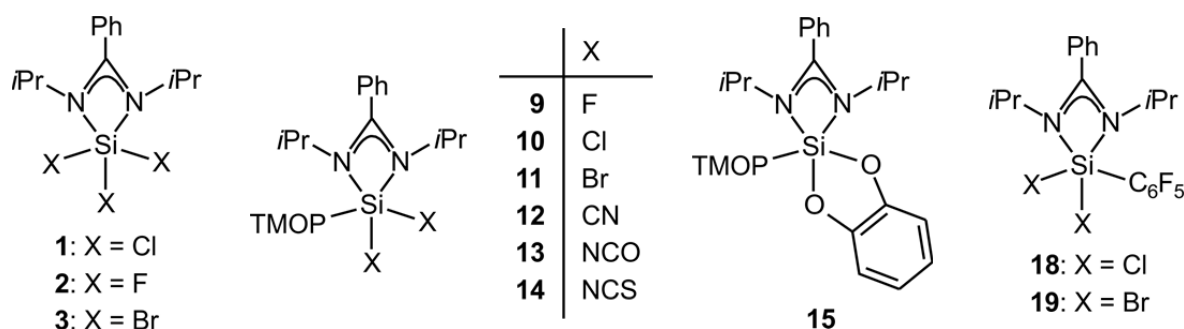 Ph
iPr
iPr
N
N
Si
X
X
X
1: X = Cl
2: X = F
3: X = Br
Ph
iPr
iPr
N
N
Si
TMOP
X
X
X
9 F
10 Cl
11 Br
12 CN
13 NCO
14 NCS
Ph
iPr
iPr
N
N
Si
TMOP
O
O
15
Ph
iPr
iPr
N
N
Si
X
C6F5
X
18: X = Cl
19: X = Br